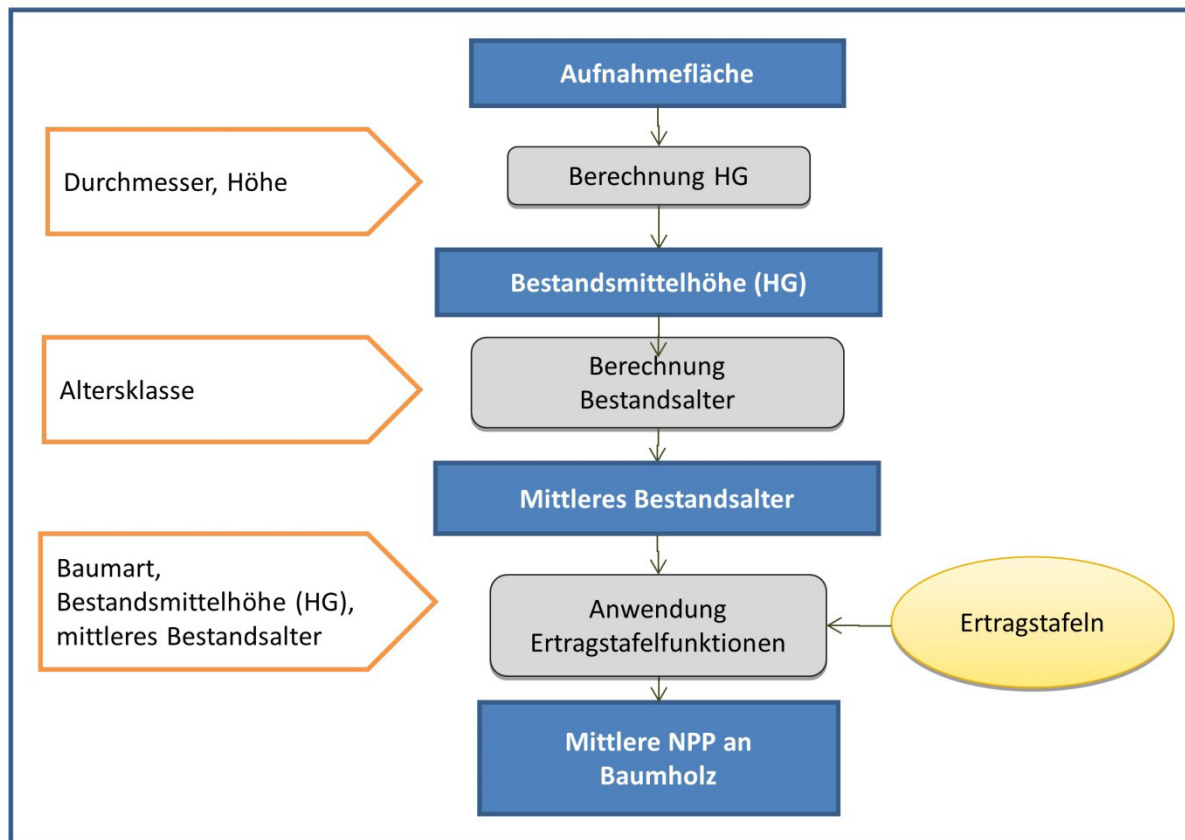 Aufnahmefläche
Durchmesser, Höhe
Berechnung HG
Bestandsmittelhöhe (HG)
Altersklasse
Berechnung
Bestandsalter
Mittleres Bestandsalter
Baumart,
Bestandsmittelhöhe (HG),
mittleres Bestandsalter
Anwendung
Ertragstafelfunktionen
Ertragstafeln
Mittlere NPP an
Baumholz